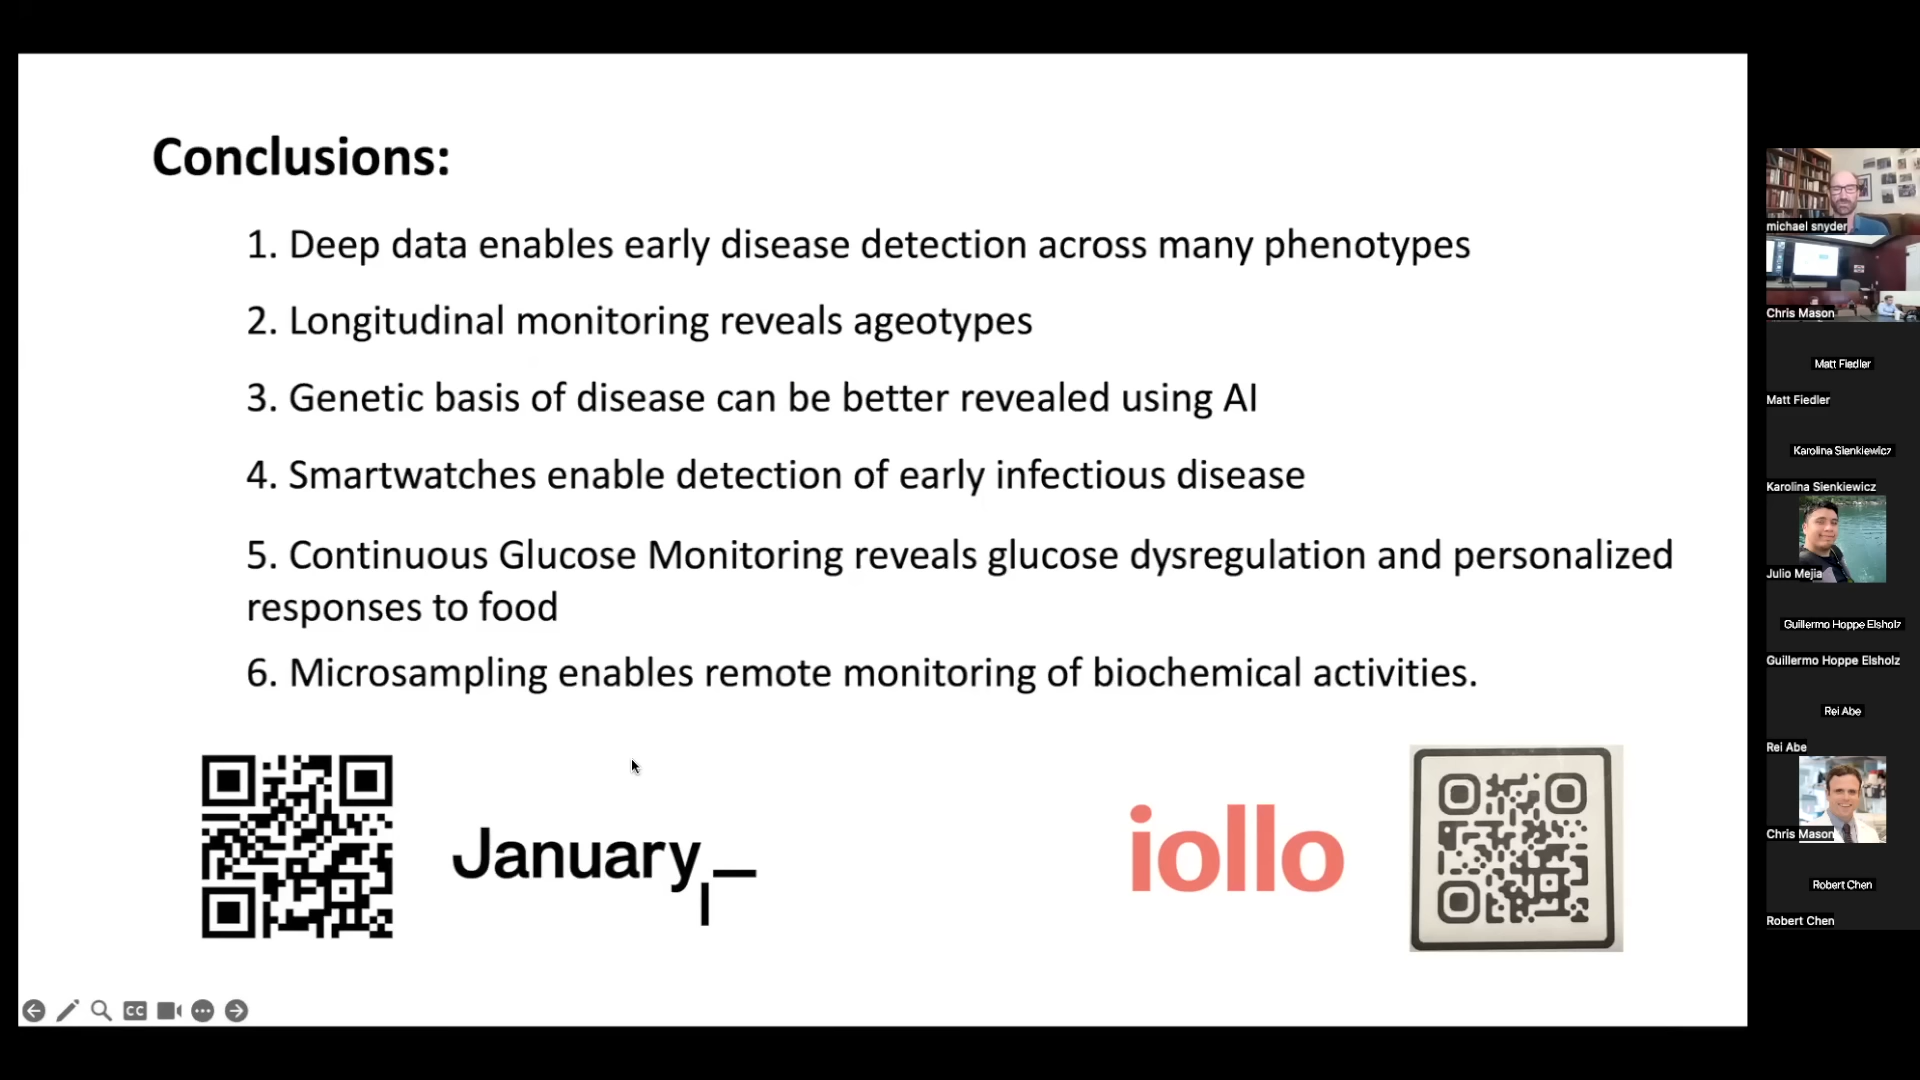 Conclusions:
1. Deep data enables early disease detection across many phenotypes
2. Longitudinal monitoring reveals ageotypes
3. Genetic basis of disease can be better revealed using AI
4. Smartwatches enable detection of early infectious disease
5. Continuous Glucose Monitoring reveals glucose dysregulation and personalized
responses to food
6. Microsampling enables remote monitoring of biochemical activities.
January
iollo
CC
michael snyder
Chris Mason
Matt Fiedler
Matt Fiedler
Karolina Sienkiewicz
Karolina Sienkiewicz
Julio Mejia
Guillermo Hoppe Elsholz
Guillermo Hoppe Elsholz
Rei Abe
Rei Abe
Chris Mason
Robert Chen
Robert Chen